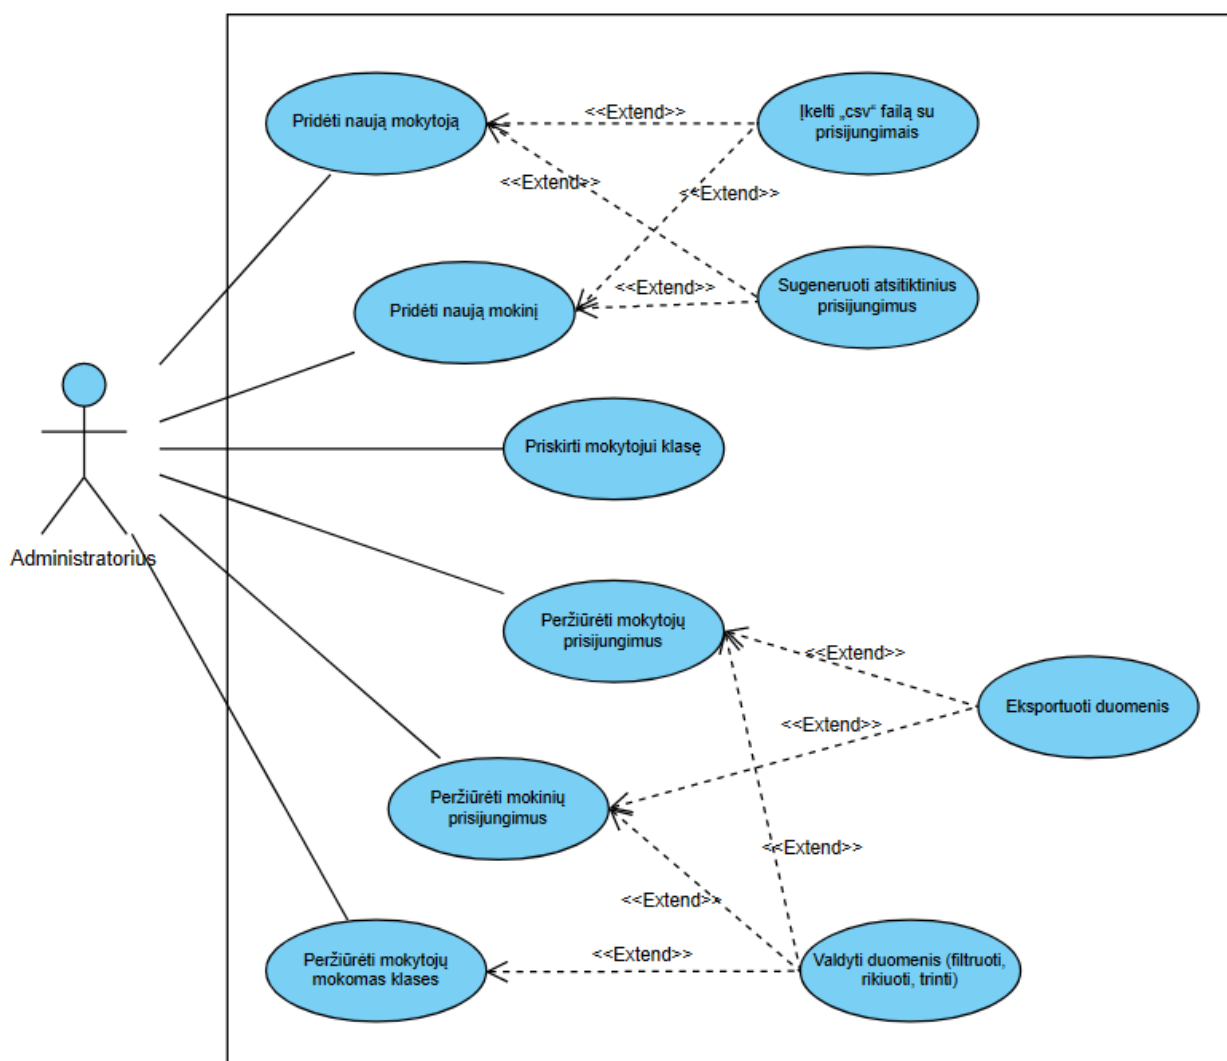 Pridėti naują mokytoją
<<Extend>>
Įkelti „csv“ failą su
prisijungimais
<<Extend>>
<<Extend>>
Pridėti naują mokinį
<<Extend>>
Sugeneruoti atsitiktinius
prisijungimus
Priskirti mokytojui klasę
Administratorius
Peržiūrėti mokytojų
prisijungimus
<<Extend>>
Eksportuoti duomenis
<<Extend>>
Peržiūrėti mokinių
prisijungimus
<<Extend>>
<<Extend>>
Peržiūrėti mokytojų
mokomas klases
<<Extend>>
Valdyti duomenis (filtruoti,
rikiuoti, trinti)